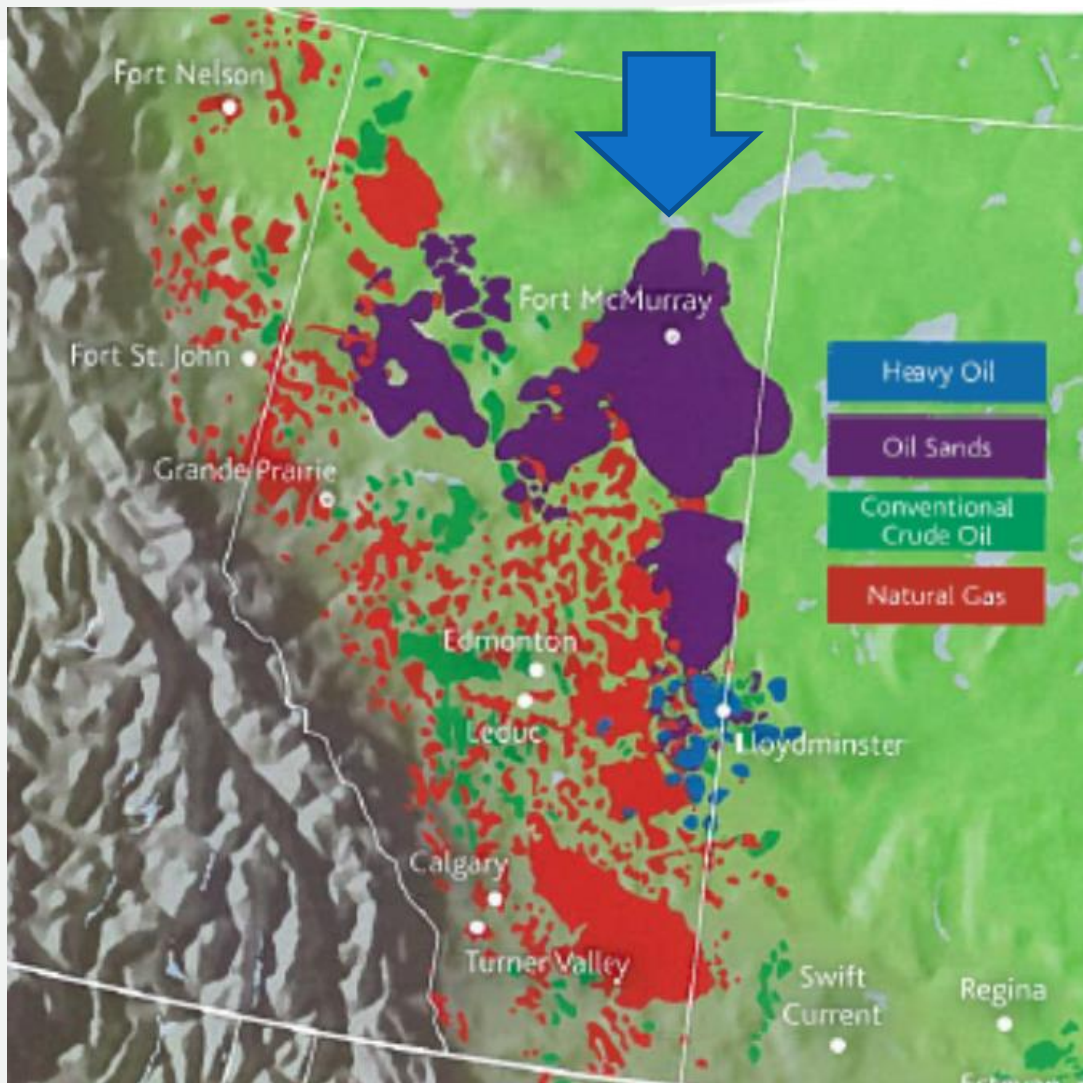 Fort Nelson
Fort McMurray
Fort St. John
Heavy Oil
Oil Sands
Grande Prairie
Conventional
Crude Oil
Natural Gas
Edmonton
Leduc
Lloydminster
Calgary
Turner Valley
Swift
Current
Regina